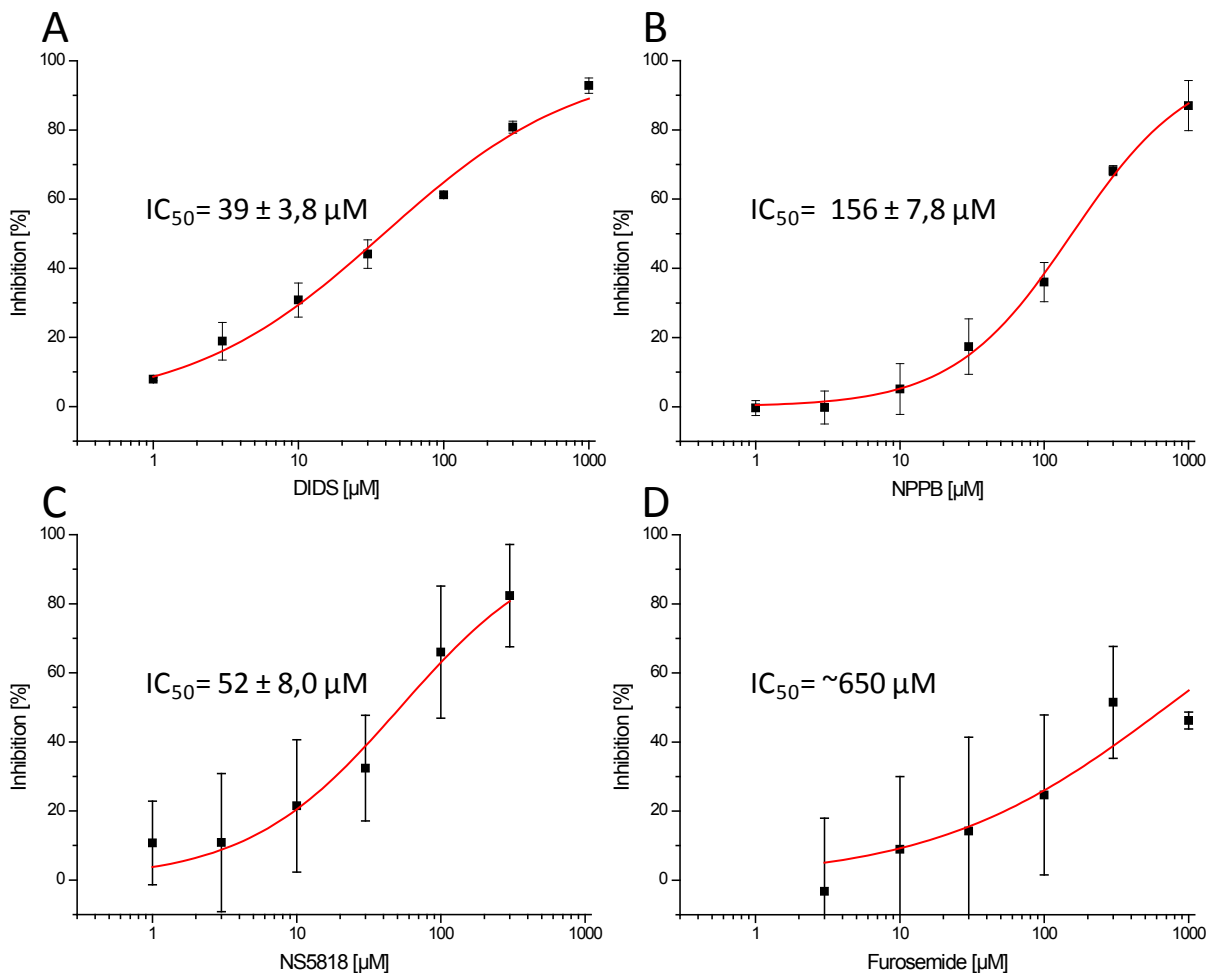 A
100
80
60
40
20
0
Inhibition [%]
IC50= 39 ± 3,8 µM
1 10 100 1000
DIDS [µM]
B
100
80
60
40
20
0
Inhibition [%]
IC50= 156 ± 7,8 µM
1 10 100 1000
NPPB [µM]
C
100
80
60
40
20
0
Inhibition [%]
IC50= 52 ± 8,0 µM
1 10 100 1000
NS5818 [µM]
D
100
80
60
40
20
0
Inhibition [%]
IC50= ~650 µM
1 10 100 1000
Furosemide [µM]